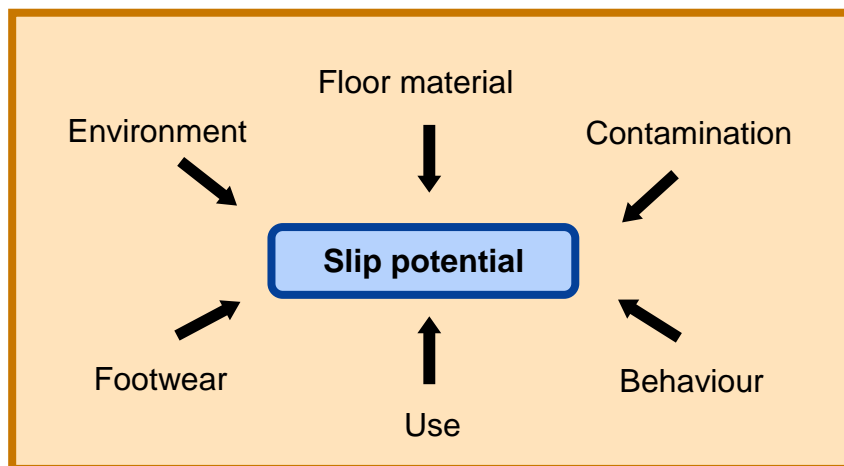 Floor material
Environment
Contamination
Slip potential
Footwear
Behaviour
Use